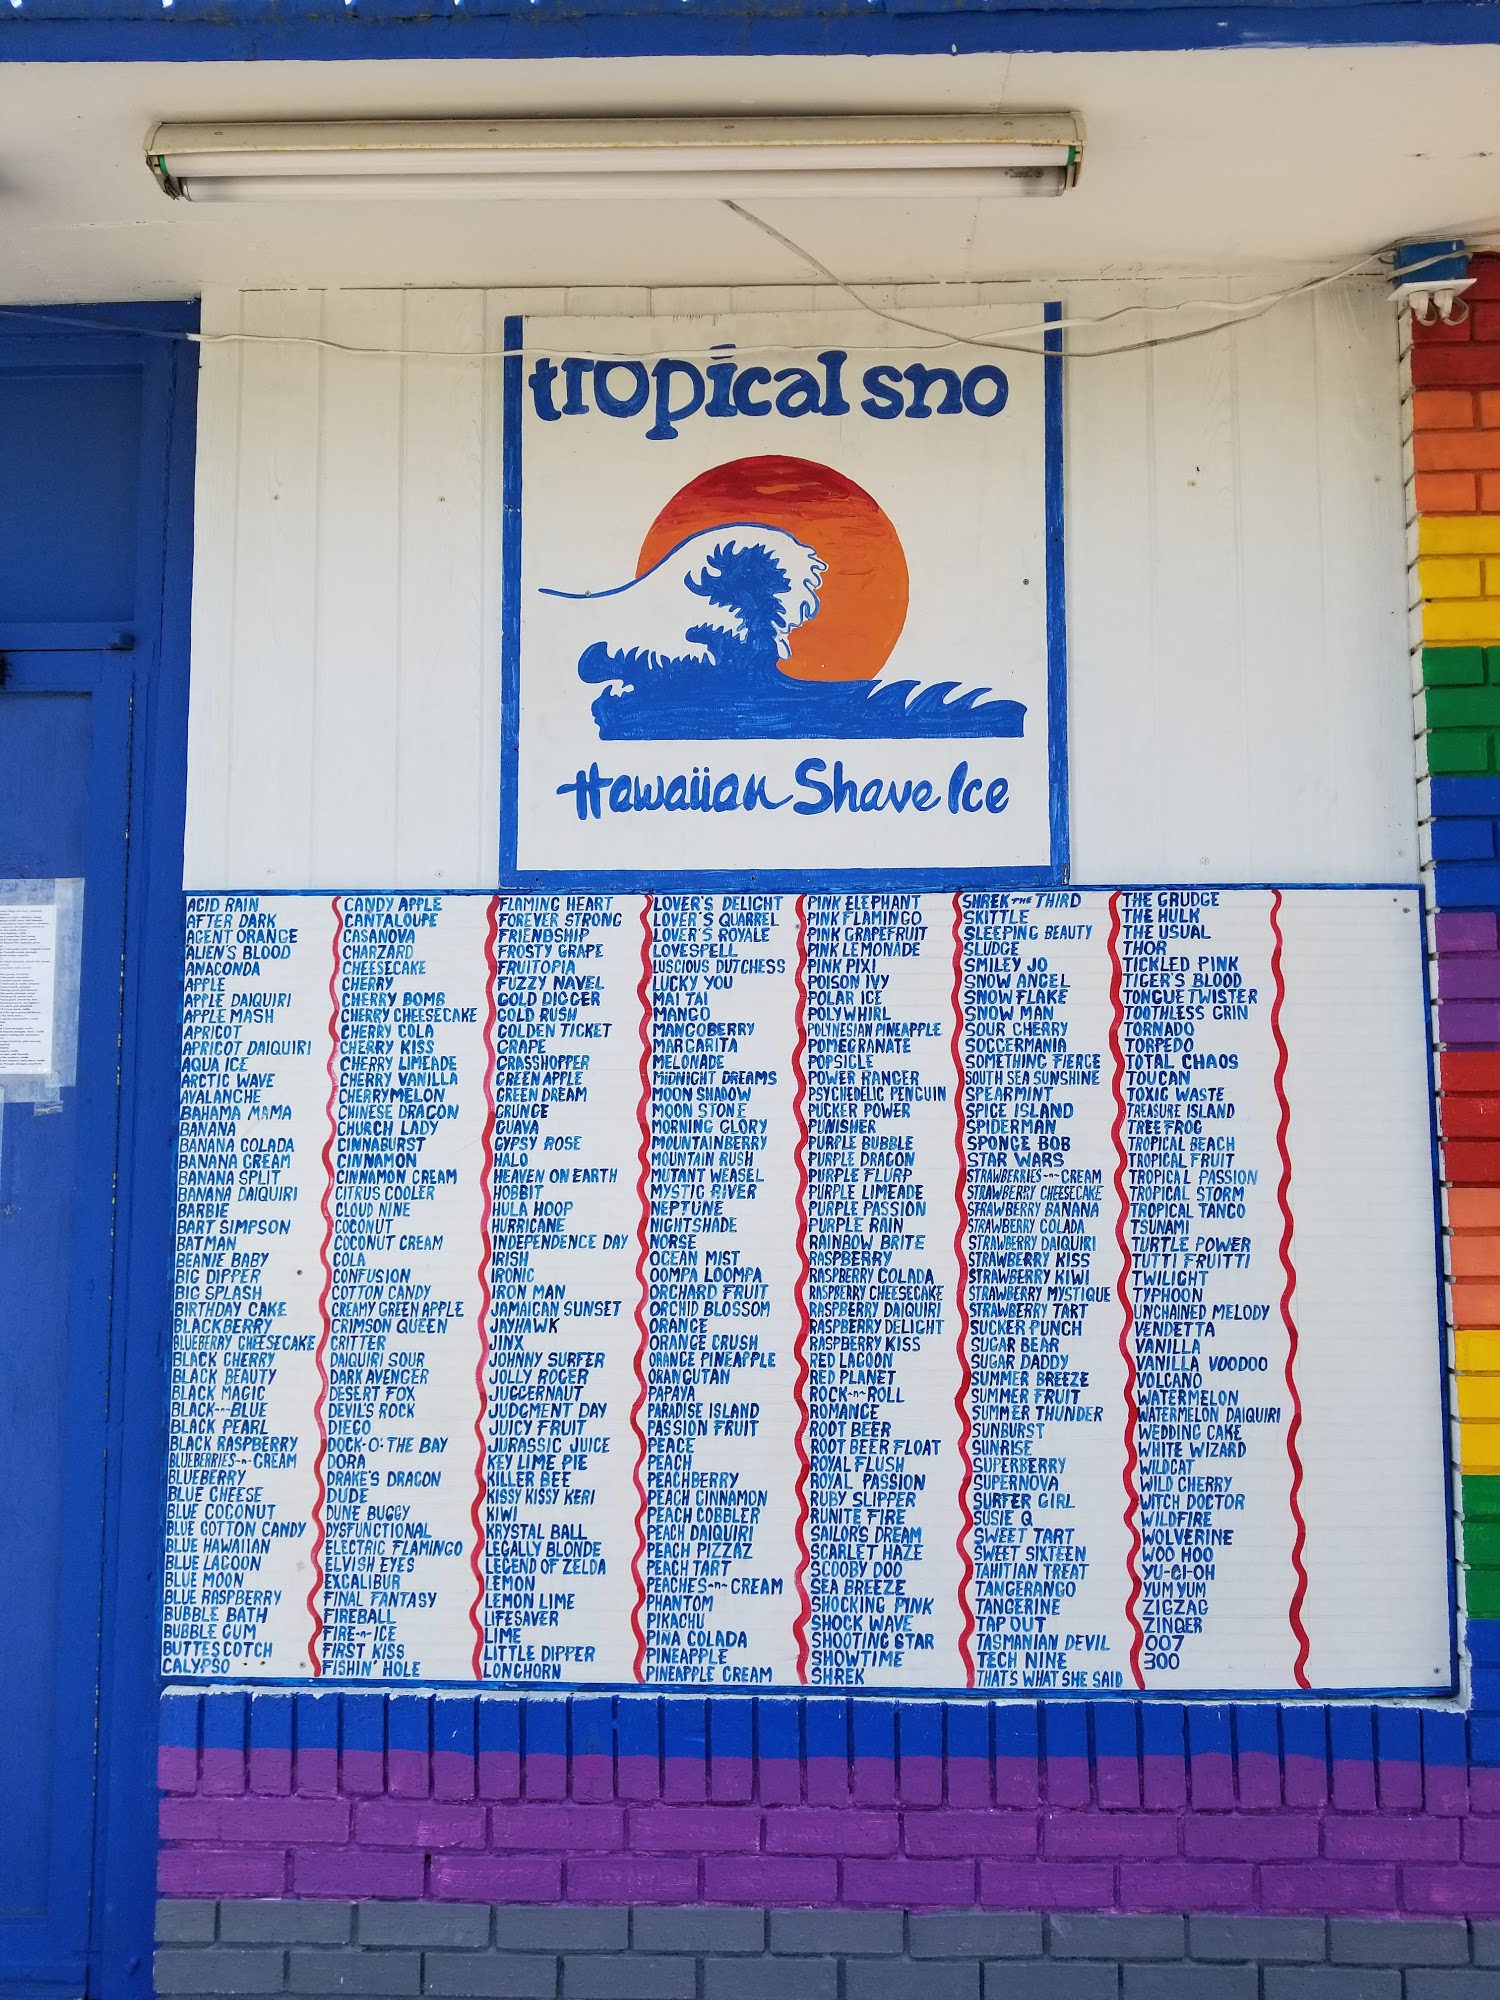 tropical sno
Hawaiian Shave Ice
ACID RAIN
AFTER DARK
AGENT ORANGE
ALIEN'S BLOOD
ANACONDA
APPLE
APPLE DAIQUIRI
APPLE MASH
APRICOT
APRICOT DAIQUIRI
AQUA ICE
ARCTIC WAVE
AVALANCHE
BAHAMA MAMA
BANANA
BANANA COLADA
BANANA CREAM
BANANA SPLIT
BANANA DAIQUIRI
BARBIE
BART SIMPSON
BATMAN
BEANIE BABY
BIG DIPPER
BIG SPLASH
BIRTHDAY CAKE
BLACKBERRY
BLUEBERRY CHEESECAKE
BLACK CHERRY
BLACK BEAUTY
BLACK MAGIC
BLACK-n-BLUE
BLACK PEARL
BLACK RASPBERRY
BLUEBERRIES-n-CREAM
BLUEBERRY
BLUE CHEESE
BLUE COCONUT
BLUE COTTON CANDY
BLUE HAWAIIAN
BLUE LAGOON
BLUE MOON
BLUE RASPBERRY
BUBBLE BATH
BUBBLE GUM
BUTTESCOTCH
CALYPSO
CANDY APPLE
CANTALOUPE
CASANOVA
CHARZARD
CHEESECAKE
CHERRY
CHERRY BOMB
CHERRY CHEESECAKE
CHERRY COLA
CHERRY KISS
CHERRY LIMEADE
CHERRY VANILLA
CHERRYMELON
CHINESE DRAGON
CHURCH LADY
CINNABURST
CINNAMON
CINNAMON CREAM
CITRUS COOLER
CLOUD NINE
COCONUT
COCONUT CREAM
COLA
CONFUSION
COTTON CANDY
CREAMY GREEN APPLE
CRIMSON QUEEN
CRITTER
DAIQUIRI SOUR
DARK AVENGER
DESERT FOX
DEVIL'S ROCK
DIEGO
DOCK-O'-THE BAY
DORA
DRAKE'S DRAGON
DUDE
DUNE BUGGY
DYSFUNCTIONAL
ELECTRIC FLAMINGO
ELVISH EYES
EXCALIBUR
FINAL FANTASY
FIREBALL
FIRE-n-ICE
FIRST KISS
FISHIN' HOLE
FLAMING HEART
FOREVER STRONG
FRIENDSHIP
FROSTY GRAPE
FRUITOPIA
FUZZY NAVEL
GOLD DIGGER
GOLD RUSH
GOLDEN TICKET
GRAPE
GRASSHOPPER
GREEN APPLE
GREEN DREAM
GRUNGE
GUAVA
GYPSY ROSE
HALO
HEAVEN ON EARTH
HOBBIT
HULA HOOP
HURRICANE
INDEPENDENCE DAY
IRISH
IRONIC
IRON MAN
JAMAICAN SUNSET
JAYHAWK
JINX
JOHNNY SURFER
JOLLY ROGER
JUGGERNAUT
JUDGMENT DAY
JUICY FRUIT
JURASSIC JUICE
KEY LIME PIE
KILLER BEE
KISSY KISSY KERI
KIWI
KRYSTAL BALL
LEGALLY BLONDE
LEGEND OF ZELDA
LEMON
LEMON LIME
LIFESAVER
LIME
LITTLE DIPPER
LONGHORN
LOVER'S DELIGHT
LOVER'S QUARREL
LOVER'S ROYALE
LOVESPELL
LUSCIOUS DUTCHESS
LUCKY YOU
MAI TAI
MANGO
MANGOBERRY
MARGARITA
MELONADE
MIDNIGHT DREAMS
MOON SHADOW
MOON STONE
MORNING GLORY
MOUNTAINBERRY
MOUNTAIN RUSH
MUTANT WEASEL
MYSTIC RIVER
NEPTUNE
NIGHTSHADE
NORSE
OCEAN MIST
OOMPA LOOMPA
ORCHARD FRUIT
ORCHID BLOSSOM
ORANGE
ORANGE CRUSH
ORANGE PINEAPPLE
ORANGUTAN
PAPAYA
PARADISE ISLAND
PASSION FRUIT
PEACE
PEACH
PEACHBERRY
PEACH CINNAMON
PEACH COBBLER
PEACH DAIQUIRI
PEACH PIZZAZ
PEACH TART
PEACHES-n-CREAM
PHANTOM
PIKACHU
PINA COLADA
PINEAPPLE
PINEAPPLE CREAM
PINK ELEPHANT
PINK FLAMINGO
PINK GRAPEFRUIT
PINK LEMONADE
PINK PIXI
POISON IVY
POLAR ICE
POLYWHIRL
POLYNESIAN PINEAPPLE
POMEGRANATE
POPSICLE
POWER RANGER
PSYCHEDELIC PENGUIN
PUCKER POWER
PUNISHER
PURPLE BUBBLE
PURPLE DRAGON
PURPLE FLURP
PURPLE LIMEADE
PURPLE PASSION
PURPLE RAIN
RAINBOW BRITE
RASPBERRY
RASPBERRY COLADA
RASPBERRY CHEESECAKE
RASPBERRY DAIQUIRI
RASPBERRY DELIGHT
RASPBERRY KISS
RED LAGOON
RED PLANET
ROCK-n-ROLL
ROMANCE
ROOT BEER
ROOT BEER FLOAT
ROYAL FLUSH
ROYAL PASSION
RUBY SLIPPER
RUNITE FIRE
SAILOR'S DREAM
SCARLET HAZE
SCOOBY DOO
SEA BREEZE
SHOCKING PINK
SHOCK WAVE
SHOOTING STAR
SHOWTIME
SHREK
SHREK THE THIRD
SKITTLE
SLEEPING BEAUTY
SLUDGE
SMILEY JO
SNOW ANGEL
SNOW FLAKE
SNOW MAN
SOUR CHERRY
SOCCERMANIA
SOMETHING FIERCE
SOUTH SEA SUNSHINE
SPEARMINT
SPICE ISLAND
SPIDERMAN
SPONGE BOB
STAR WARS
STRAWBERRIES-n-CREAM
STRAWBERRY CHEESECAKE
STRAWBERRY BANANA
STRAWBERRY COLADA
STRAWBERRY DAIQUIRI
STRAWBERRY KISS
STRAWBERRY KIWI
STRAWBERRY MYSTIQUE
STRAWBERRY TART
SUCKER PUNCH
SUGAR BEAR
SUGAR DADDY
SUMMER BREEZE
SUMMER FRUIT
SUMMER THUNDER
SUNBURST
SUNRISE
SUPERBERRY
SUPERNOVA
SURFER GIRL
SUSIE Q
SWEET TART
SWEET SIXTEEN
TAHITIAN TREAT
TANGERANGO
TANGERINE
TAP OUT
TASMANIAN DEVIL
TECH NINE
THAT'S WHAT SHE SAID
THE GRUDGE
THE HULK
THE USUAL
THOR
TICKLED PINK
TIGER'S BLOOD
TONGUE TWISTER
TOOTHLESS GRIN
TORNADO
TORPEDO
TOTAL CHAOS
TOUCAN
TOXIC WASTE
TREASURE ISLAND
TREE FROG
TROPICAL BEACH
TROPICAL FRUIT
TROPICAL PASSION
TROPICAL STORM
TROPICAL TANGO
TSUNAMI
TURTLE POWER
TUTTI FRUITTI
TWILIGHT
TYPHOON
UNCHAINED MELODY
VENDETTA
VANILLA
VANILLA VOODOO
VOLCANO
WATERMELON
WATERMELON DAIQUIRI
WEDDING CAKE
WHITE WIZARD
WILDCAT
WILD CHERRY
WITCH DOCTOR
WILDFIRE
WOLVERINE
WOO HOO
YU-GI-OH
YUM YUM
ZIGZAG
ZINGER
007
300